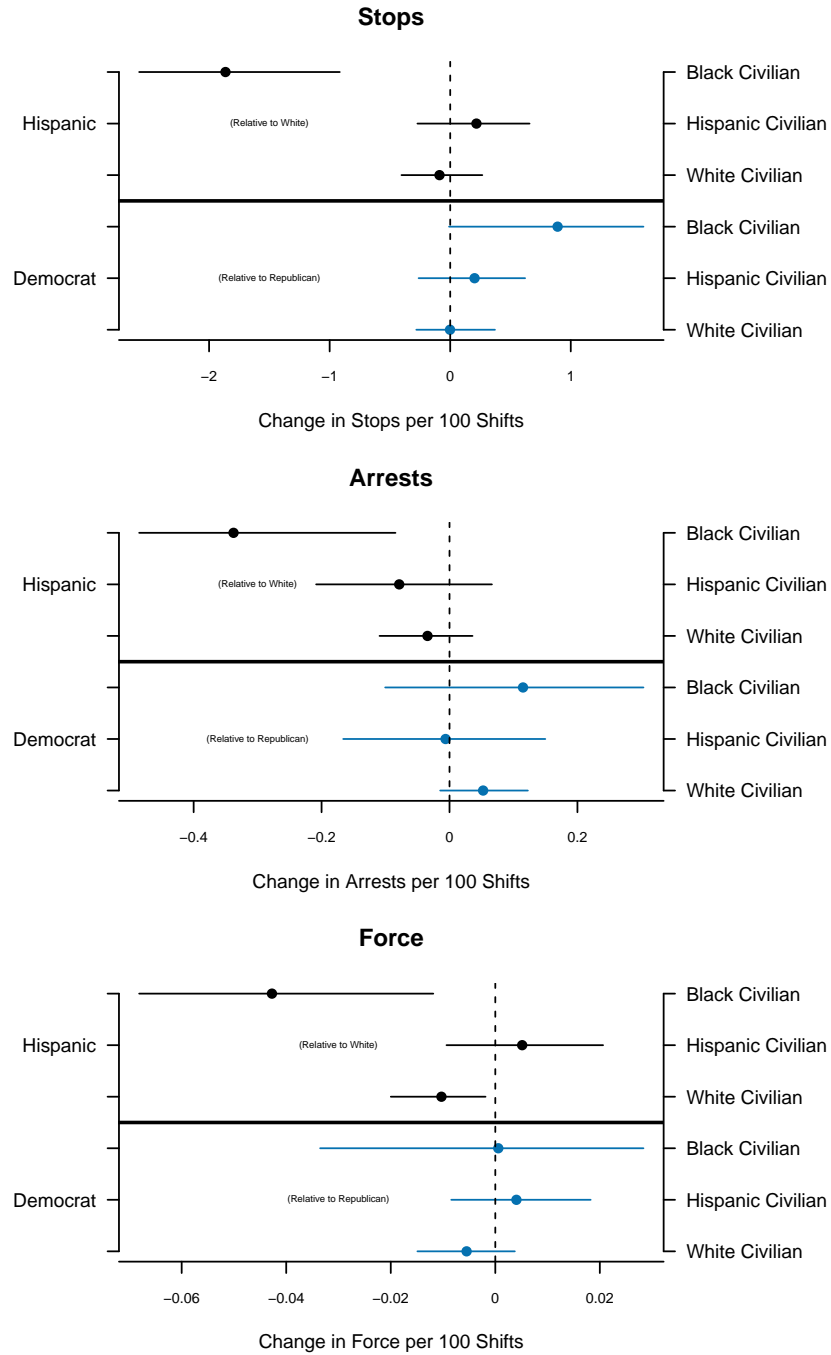 Stops
Black Civilian
Hispanic (Relative to White) Hispanic Civilian
White Civilian
Black Civilian
Democrat (Relative to Republican) Hispanic Civilian
White Civilian
−2 −1 0 1
Change in Stops per 100 Shifts
Arrests
Black Civilian
Hispanic (Relative to White) Hispanic Civilian
White Civilian
Black Civilian
Democrat (Relative to Republican) Hispanic Civilian
White Civilian
−0.4 −0.2 0 0.2
Change in Arrests per 100 Shifts
Force
Black Civilian
Hispanic (Relative to White) Hispanic Civilian
White Civilian
Black Civilian
Democrat (Relative to Republican) Hispanic Civilian
White Civilian
−0.06 −0.04 −0.02 0 0.02
Change in Force per 100 Shifts